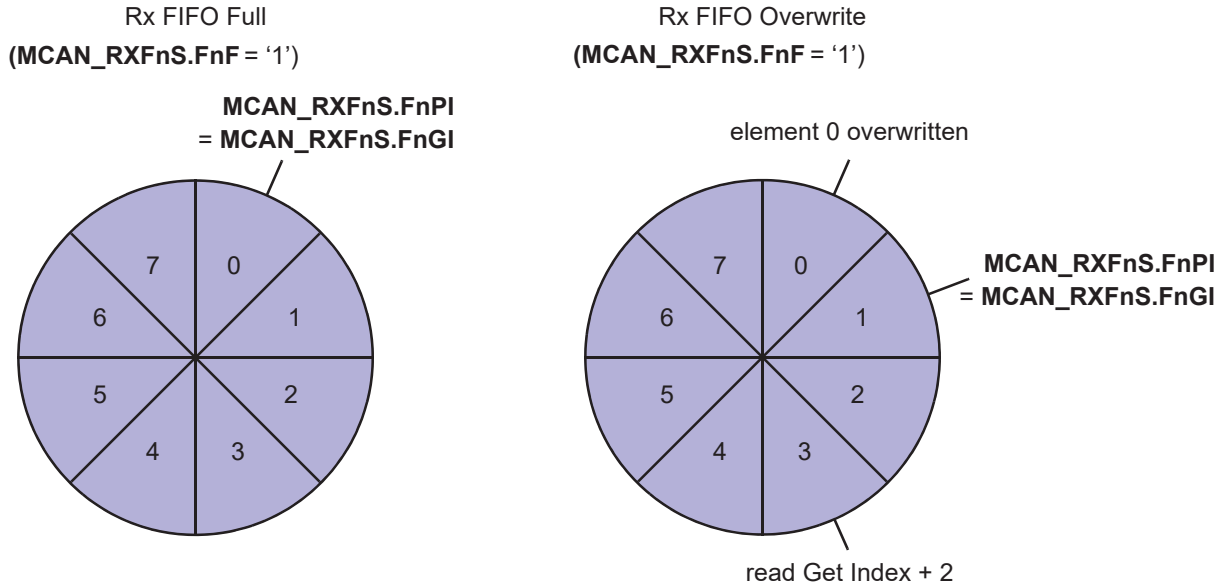 Rx FIFO Full
(MCAN_RXFnS.FnF = ‘1’)
MCAN_RXFnS.FnPI
= MCAN_RXFnS.FnGI
7
0
6
1
5
2
4
3
Rx FIFO Overwrite
(MCAN_RXFnS.FnF = ‘1’)
element 0 overwritten
MCAN_RXFnS.FnPI
= MCAN_RXFnS.FnGI
7
0
6
1
5
2
4
3
read Get Index + 2